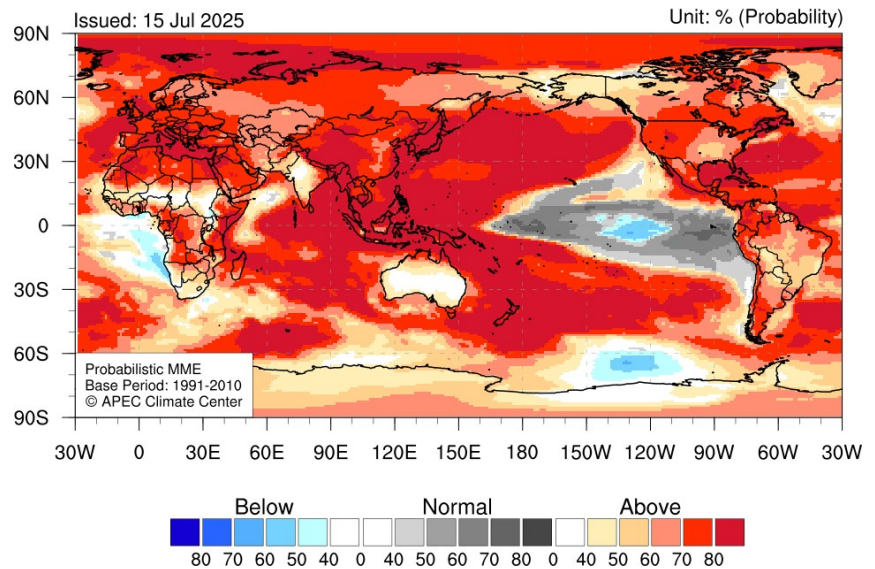 Issued: 15 Jul 2025 Unit: % (Probability)
90N
60N
30N
0
30S
60S
90S
Probabilistic MME
Base Period: 1991-2010
© APEC Climate Center
30W 0 30E 60E 90E 120E 150E 180 150W 120W 90W 60W 30W
Below Normal Above
80 70 60 50 40 0 40 50 60 70 80 0 40 50 60 70 80